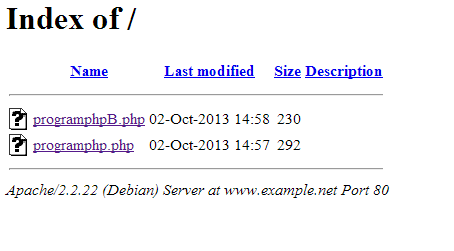 Index of /
Name Last modified Size Description
programphpB.php 02-Oct-2013 14:58 230
programphp.php 02-Oct-2013 14:57 292
Apache/2.2.22 (Debian) Server at www.example.net Port 80